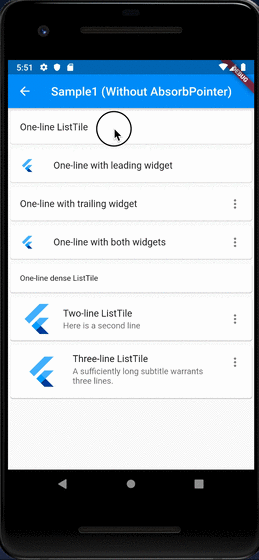 5:51
DEBUG
Sample1 (Without AbsorbPointer)
One-line ListTile
One-line with leading widget
One-line with trailing widget
One-line with both widgets
One-line dense ListTile
Two-line ListTile
Here is a second line
Three-line ListTile
A sufficiently long subtitle warrants
three lines.